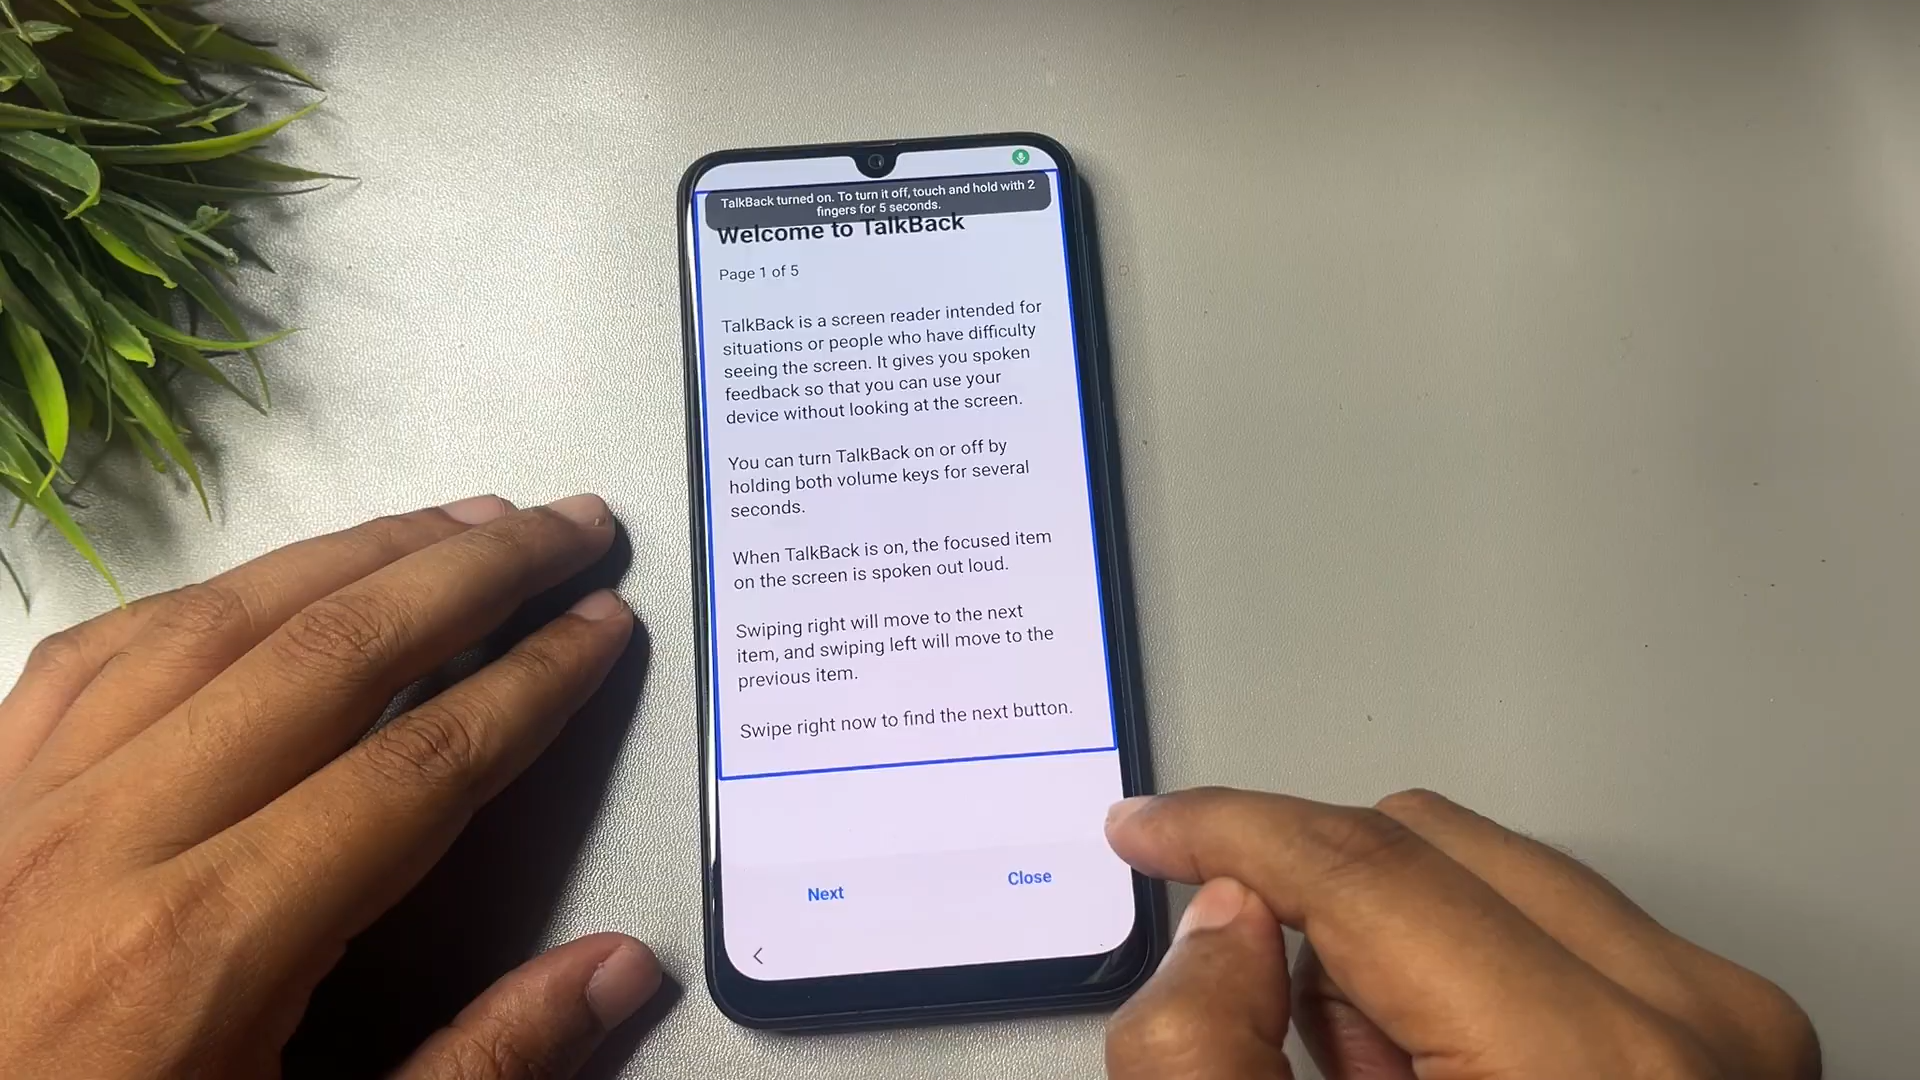 TalkBack turned on. To turn it off, touch and hold with 2
fingers for 5 seconds.
Welcome to TalkBack
Page 1 of 5
TalkBack is a screen reader intended for
situations or people who have difficulty
seeing the screen. It gives you spoken
feedback so that you can use your
device without looking at the screen.
You can turn TalkBack on or off by
holding both volume keys for several
seconds.
When TalkBack is on, the focused item
on the screen is spoken out loud.
Swiping right will move to the next
item, and swiping left will move to the
previous item.
Swipe right now to find the next button.
Next
Close